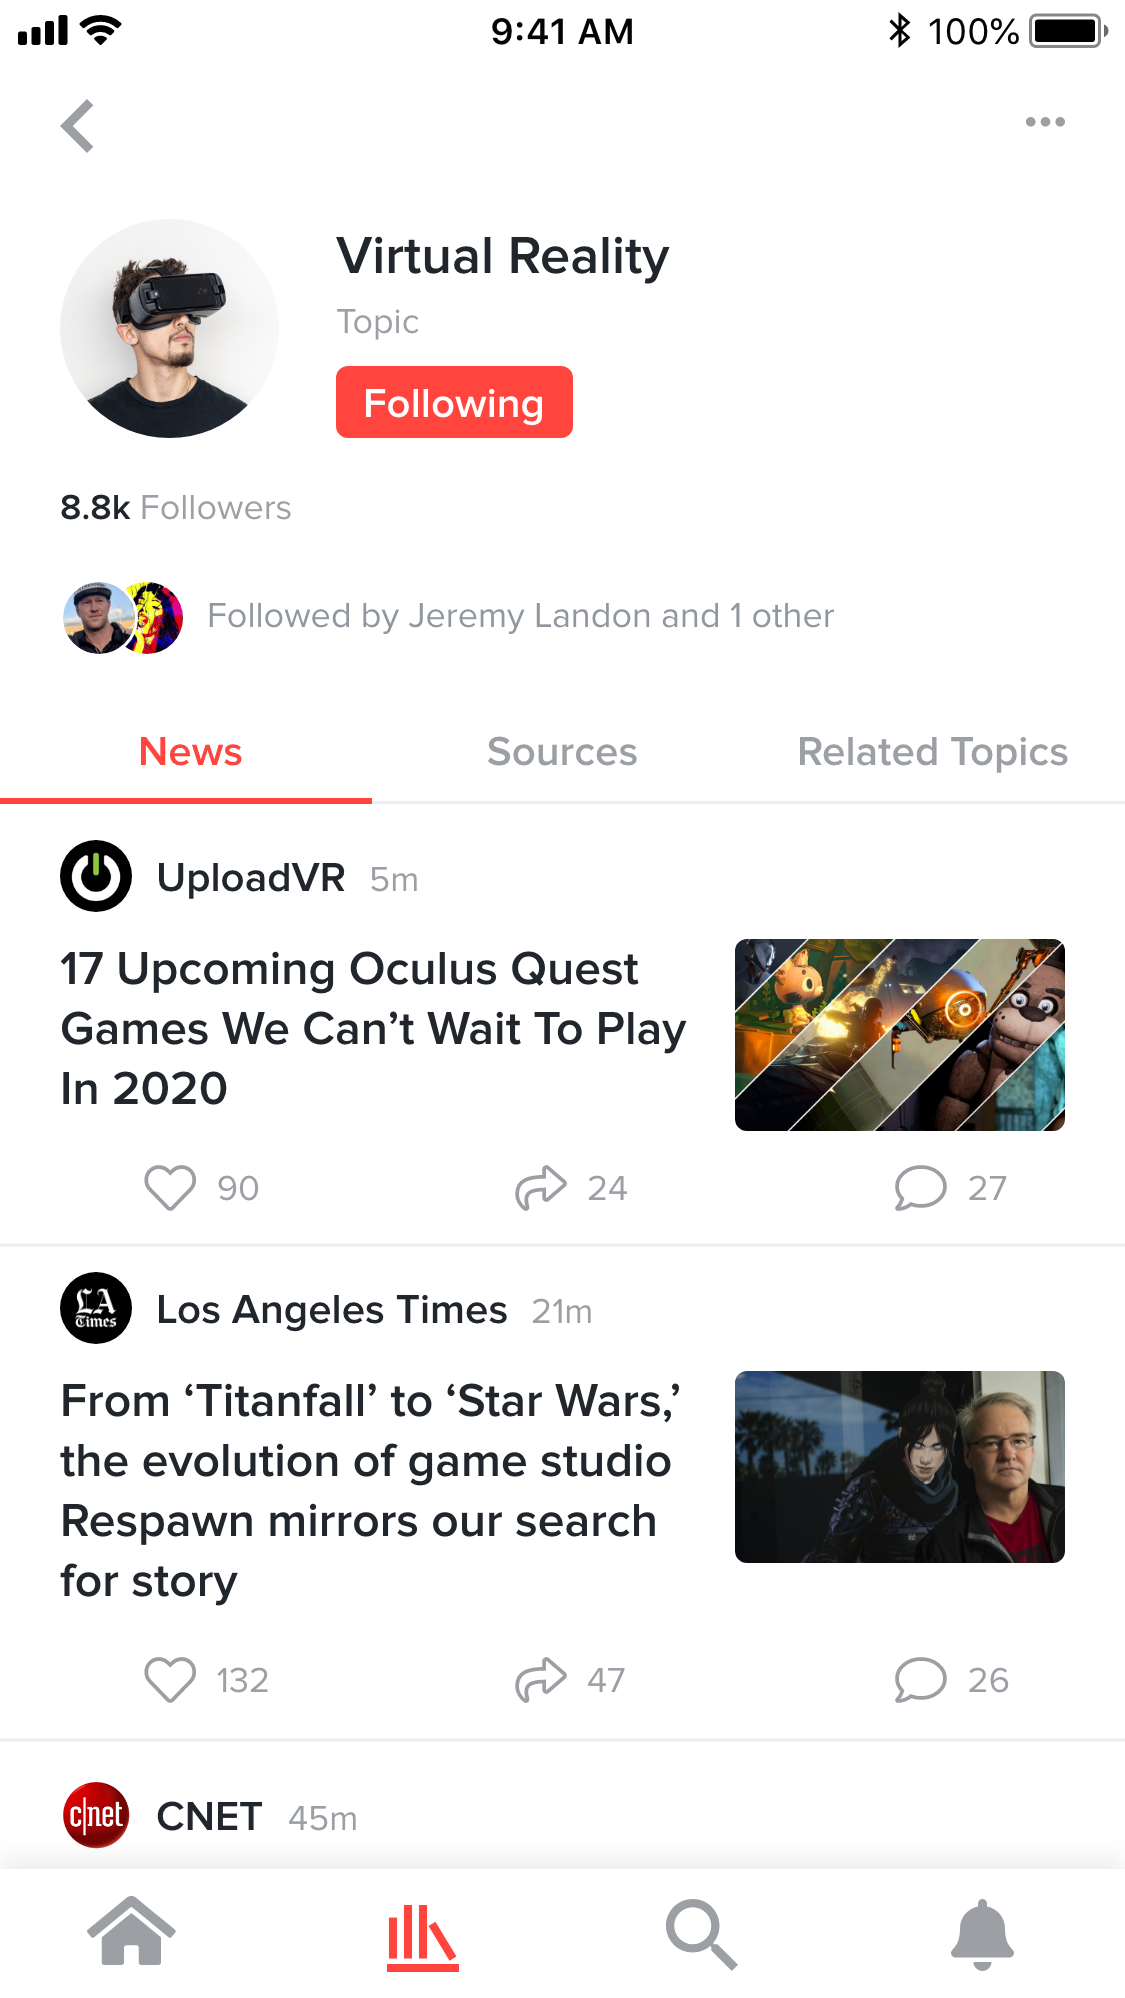 9:41 AM
100%
Virtual Reality
Topic
Following
8.8k Followers
Followed by Jeremy Landon and 1 other
News Sources Related Topics
UploadVR 5m
17 Upcoming Oculus Quest
Games We Can’t Wait To Play
In 2020
90 24 27
LA
Times
Los Angeles Times 21m
From ‘Titanfall’ to ‘Star Wars,’
the evolution of game studio
Respawn mirrors our search
for story
132 47 26
c|net
CNET 45m